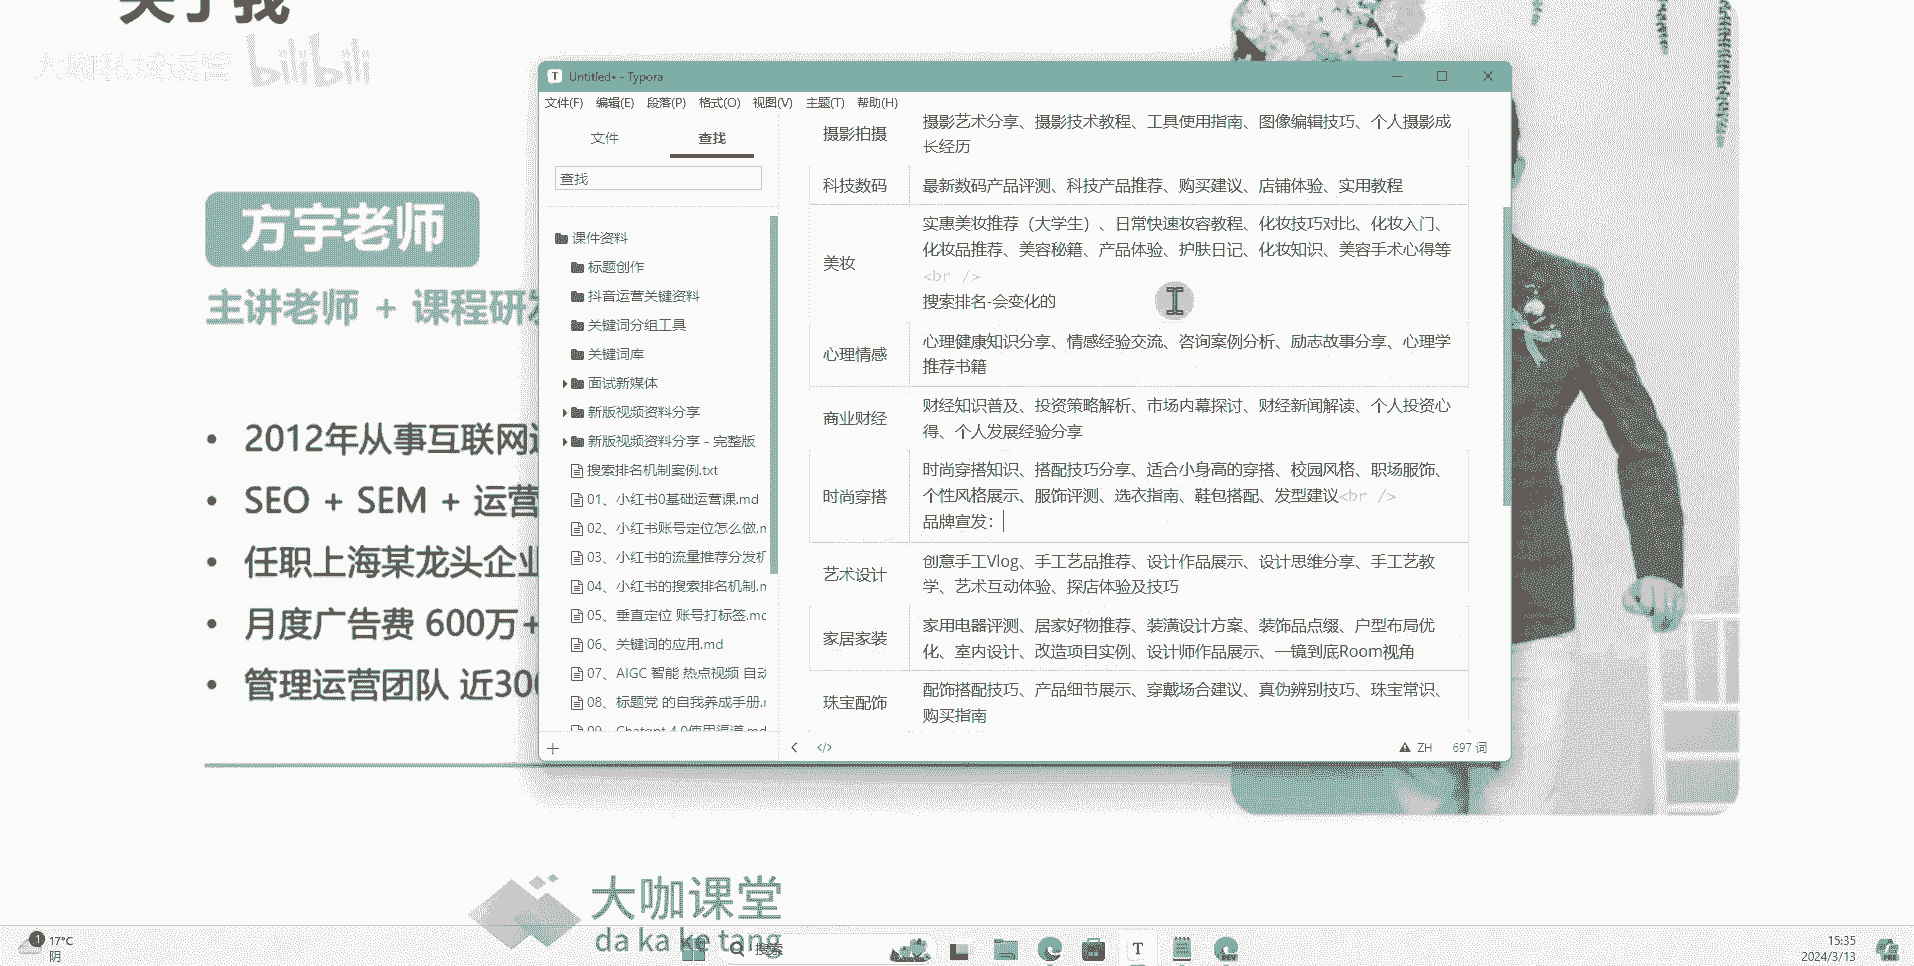 关于我
大咖私域运营 bilibili
方宇老师
主讲老师 + 课程研发
• 2012年从事互联网运
• SEO + SEM + 运营
• 任职上海某龙头企业
• 月度广告费 600万+
• 管理运营团队 近300
Untitled• - Typora
文件(F) 编辑(E) 段落(P) 格式(O) 视图(V) 主题(T) 帮助(H)
文件 查找
查找
课件资料
标题创作
抖音运营关键资料
关键词分组工具
关键词库
面试新媒体
新版视频资料分享
新版视频资料分享 - 完整版
搜索排名机制案例.txt
01、小红书0基础运营课.md
02、小红书账号定位怎么做.m
03、小红书的流量推荐分发机
04、小红书的搜索排名机制.m
05、垂直定位 账号打标签.mc
06、关键词的应用.md
07、AIGC 智能 热点视频 自动
08、标题党 的自我养成手册.r
09、Chatgpt 4.0使用渠道.md
摄影拍摄
摄影艺术分享、摄影技术教程、工具使用指南、图像编辑技巧、个人摄影成
长经历
科技数码
最新数码产品评测、科技产品推荐、购买建议、店铺体验、实用教程
美妆
实惠美妆推荐（大学生）、日常快速妆容教程、化妆技巧对比、化妆入门、
化妆品推荐、美容秘籍、产品体验、护肤日记、化妆知识、美容手术心得等
<br />
搜索排名-会变化的
心理情感
心理健康知识分享、情感经验交流、咨询案例分析、励志故事分享、心理学
推荐书籍
商业财经
财经知识普及、投资策略解析、市场内幕探讨、财经新闻解读、个人投资心
得、个人发展经验分享
时尚穿搭
时尚穿搭知识、搭配技巧分享、适合小身高的穿搭、校园风格、职场服饰、
个性风格展示、服饰评测、选衣指南、鞋包搭配、发型建议<br />
品牌宣发：
艺术设计
创意手工Vlog、手工艺品推荐、设计作品展示、设计思维分享、手工艺教
学、艺术互动体验、探店体验及技巧
家居家装
家用电器评测、居家好物推荐、装潢设计方案、装饰品点缀、户型布局优
化、室内设计、改造项目实例、设计师作品展示、一镜到底Room视角
珠宝配饰
配饰搭配技巧、产品细节展示、穿戴场合建议、真伪辨别技巧、珠宝常识、
购买指南
ZH 697 词
大咖课堂
da ka ke tang
1
17°C
阴
搜索
T
DEV
15:35
2024/3/13
PRE